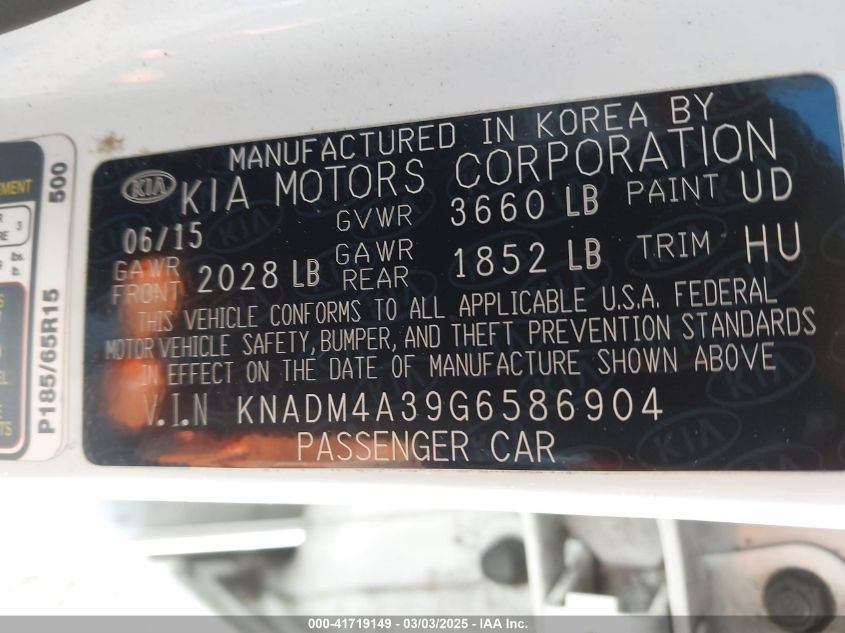 MANUFACTURED IN KOREA BY
KIA KIA MOTORS CORPORATION
06/15 GVWR 3660 LB PAINT UD
GAWR FRONT 2028 LB GAWR REAR 1852 LB TRIM HU
THIS VEHICLE CONFORMS TO ALL APPLICABLE U.S.A. FEDERAL
MOTOR VEHICLE SAFETY, BUMPER, AND THEFT PREVENTION STANDARDS
IN EFFECT ON THE DATE OF MANUFACTURE SHOWN ABOVE
V.I.N KNADM4A39G6586904
PASSENGER CAR
500
P185/65R15
3
lbs.
000-41719149 | 03/03/2025 — © IAA, Inc.